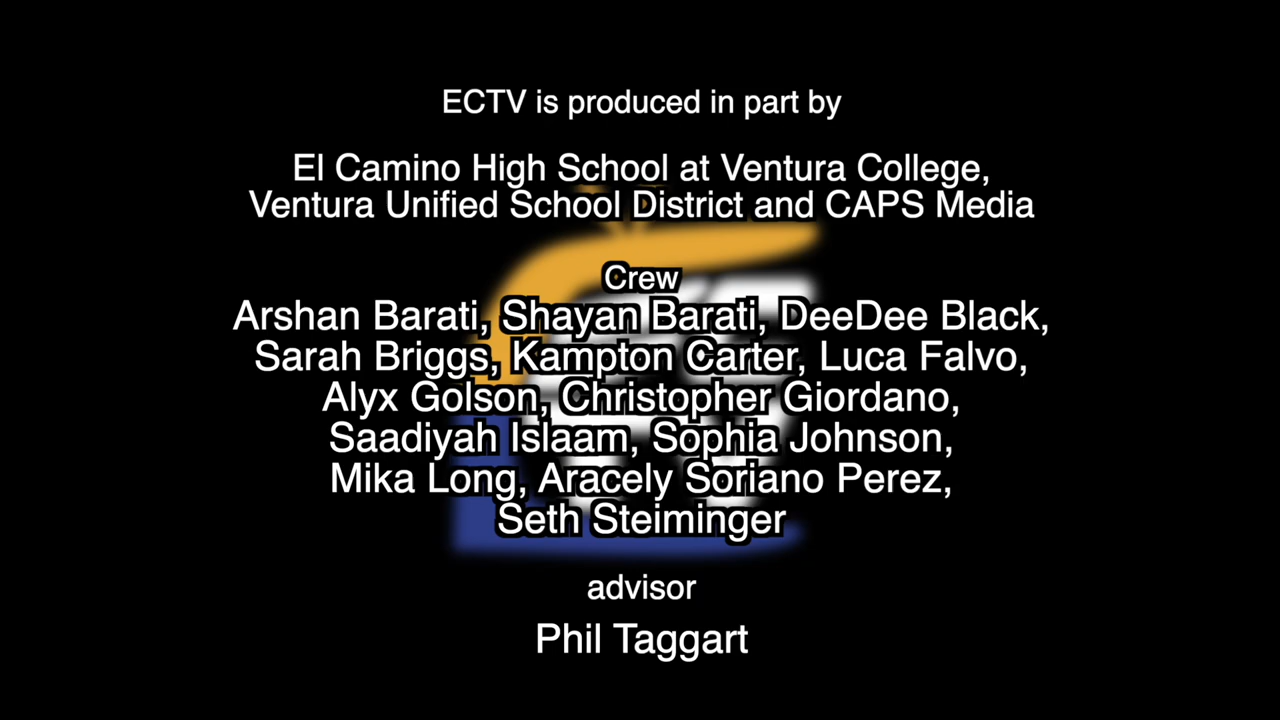 ECTV is produced in part by
El Camino High School at Ventura College,
Ventura Unified School District and CAPS Media
Crew
Arshan Barati, Shayan Barati, DeeDee Black,
Sarah Briggs, Kampton Carter, Luca Falvo,
Alyx Golson, Christopher Giordano,
Saadiyah Islaam, Sophia Johnson,
Mika Long, Aracely Soriano Perez,
Seth Steiminger
advisor
Phil Taggart